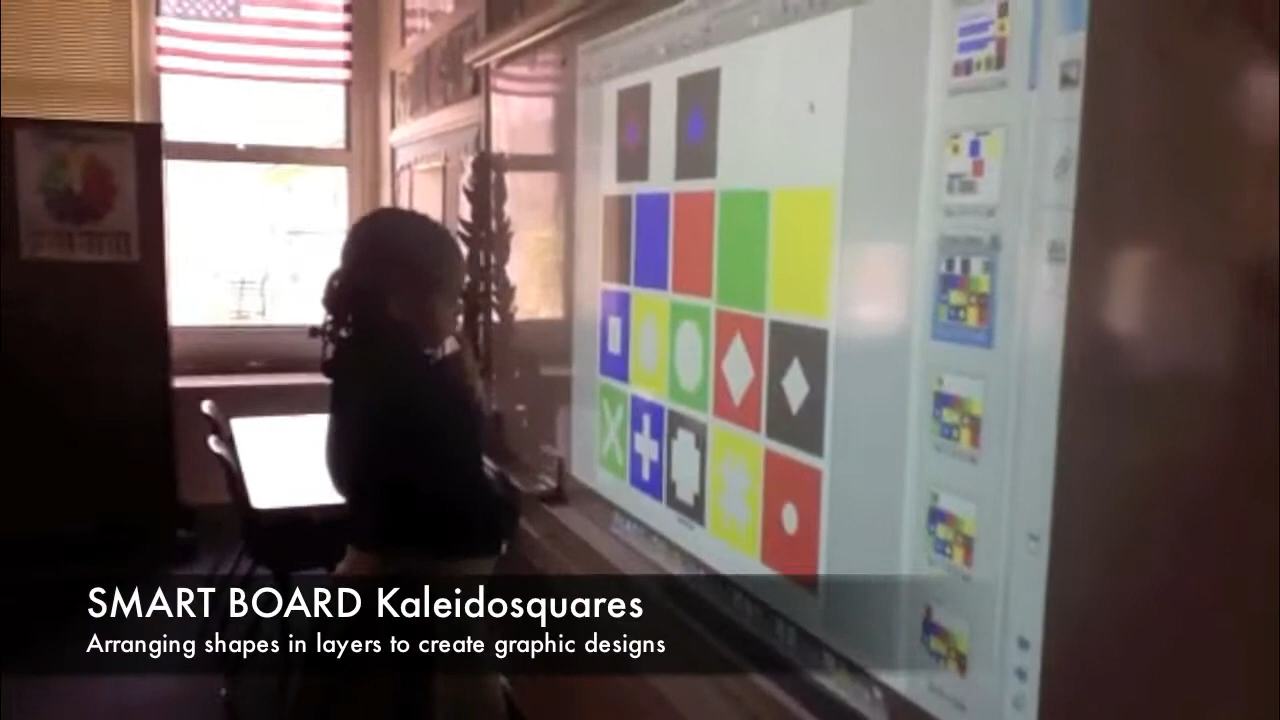 SMART BOARD Kaleidosquares
Arranging shapes in layers to create graphic designs